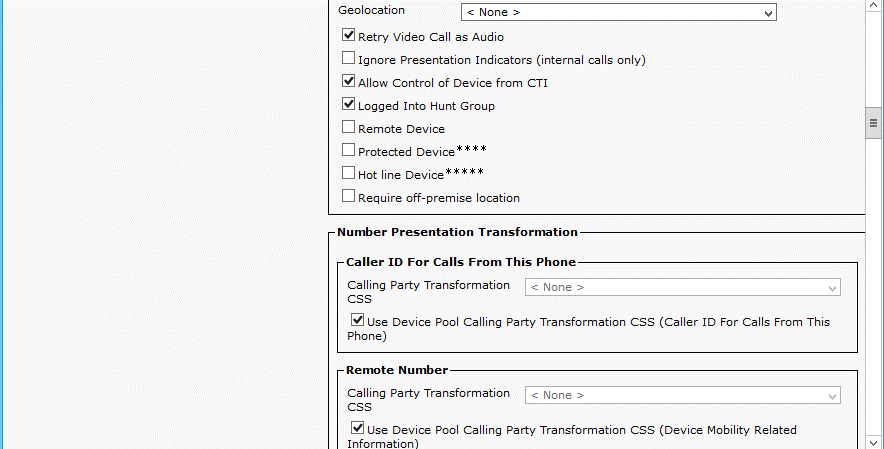 Geolocation < None >
Retry Video Call as Audio
Ignore Presentation Indicators (internal calls only)
Allow Control of Device from CTI
Logged Into Hunt Group
Remote Device
Protected Device****
Hot line Device*****
Require off-premise location
Number Presentation Transformation
Caller ID For Calls From This Phone
Calling Party Transformation < None >
CSS
Use Device Pool Calling Party Transformation CSS (Caller ID For Calls From This
Phone)
Remote Number
Calling Party Transformation < None >
CSS
Use Device Pool Calling Party Transformation CSS (Device Mobility Related
Information)